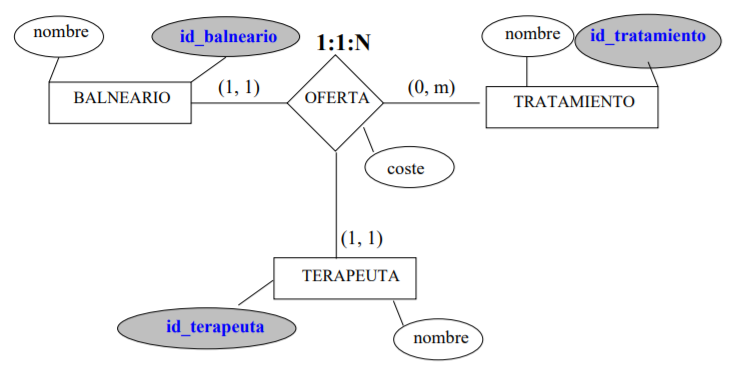 nombre
id_balneario
1:1:N
nombre
id_tratamiento
BALNEARIO
(1, 1)
OFERTA
(0, m)
TRATAMIENTO
coste
(1, 1)
TERAPEUTA
id_terapeuta
nombre